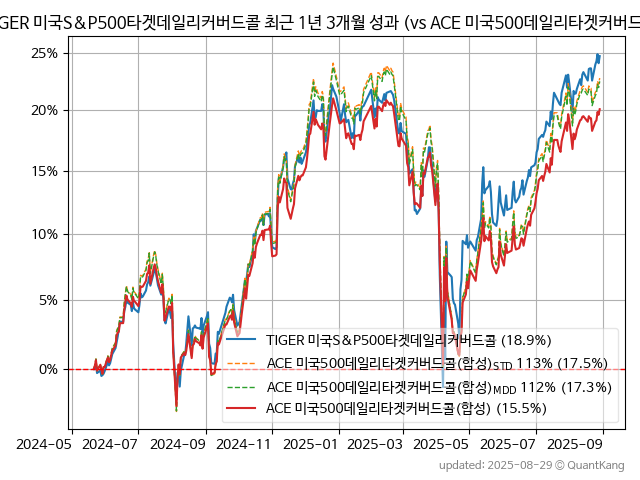 TIGER 미국S&P500타겟데일리커버드콜 최근 1년 3개월 성과 (vs ACE 미국500데일리타겟커버드
25%
20%
15%
10%
5%
0%
TIGER 미국S&P500타겟데일리커버드콜 (18.9%)
ACE 미국500데일리타겟커버드콜(합성)STD 113% (17.5%)
ACE 미국500데일리타겟커버드콜(합성)MDD 112% (17.3%)
ACE 미국500데일리타겟커버드콜(합성) (15.5%)
2024-05 2024-07 2024-09 2024-11 2025-01 2025-03 2025-05 2025-07 2025-09
updated: 2025-08-29 © QuantKang